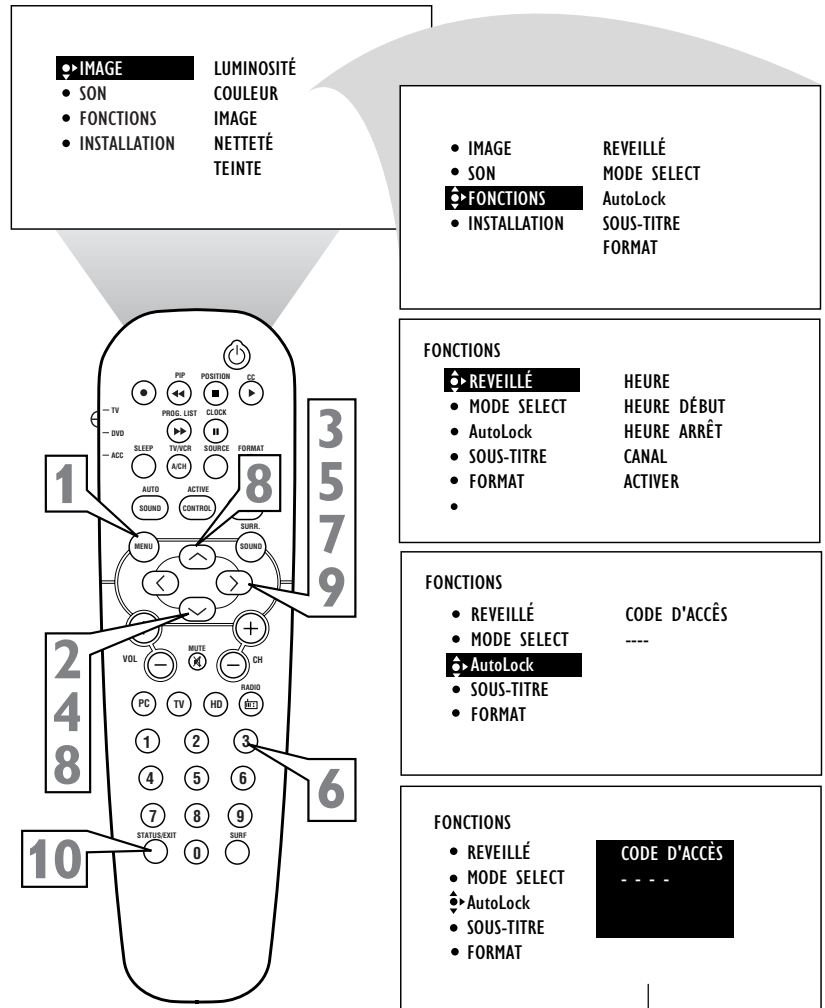 IMAGE LUMINOSITÉ
SON COULEUR
FONCTIONS IMAGE
INSTALLATION NETTETÉ
TEINTE
IMAGE REVEILLÉ
SON MODE SELECT
FONCTIONS AutoLock
INSTALLATION SOUS-TITRE
FORMAT
FONCTIONS
REVEILLÉ HEURE
MODE SELECT HEURE DÉBUT
AutoLock HEURE ARRÊT
SOUS-TITRE CANAL
FORMAT ACTIVER
FONCTIONS
REVEILLÉ CODE D'ACCÊS
MODE SELECT ----
AutoLock
SOUS-TITRE
FORMAT
FONCTIONS
REVEILLÉ CODE D'ACCÈS
MODE SELECT - - - -
AutoLock
SOUS-TITRE
FORMAT
PIP POSITION CC
TV
DVD
ACC
PROG. LIST CLOCK
SLEEP TV/VCR SOURCE FORMAT
A/CH
AUTO ACTIVE
SOUND CONTROL
SURR.
MENU SOUND
VOL MUTE CH
+
− −
RADIO
PC TV HD
1 2 3
4 5 6
7 8 9
STATUS/EXIT SURF
0
1
8
3
5
7
9
2
4
8
6
10